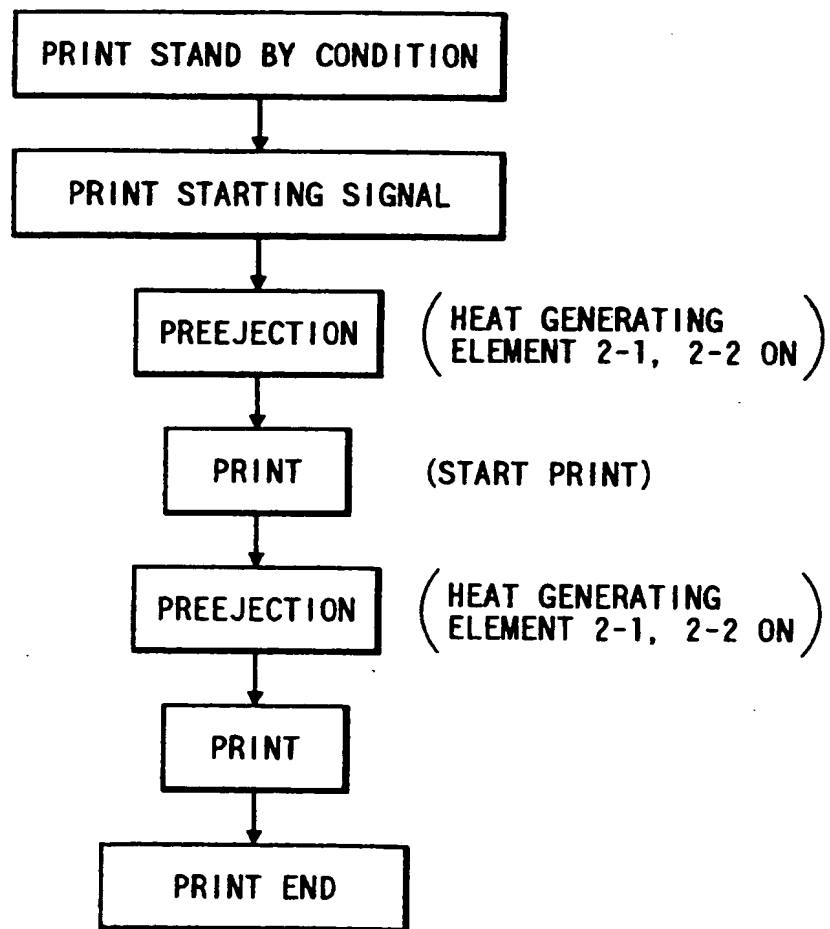 PRINT STAND BY CONDITION
PRINT STARTING SIGNAL
PREEJECTION
(HEAT GENERATING
ELEMENT 2-1, 2-2 ON)
PRINT
(START PRINT)
PREEJECTION
(HEAT GENERATING
ELEMENT 2-1, 2-2 ON)
PRINT
PRINT END